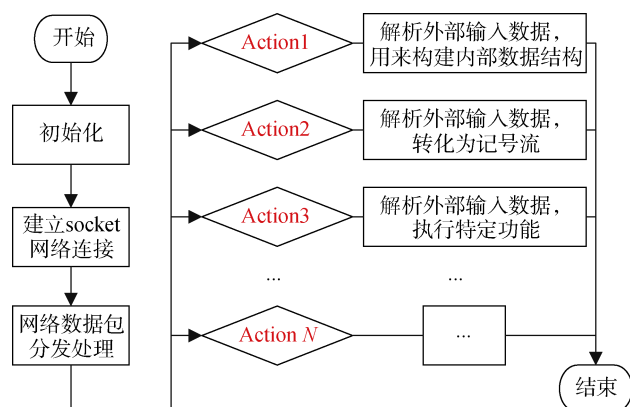 开始
初始化
建立socket
网络连接
网络数据包
分发处理
Action1
解析外部输入数据，
用来构建内部数据结构
Action2
解析外部输入数据，
转化为记号流
Action3
解析外部输入数据，
执行特定功能
...
...
Action N
...
结束